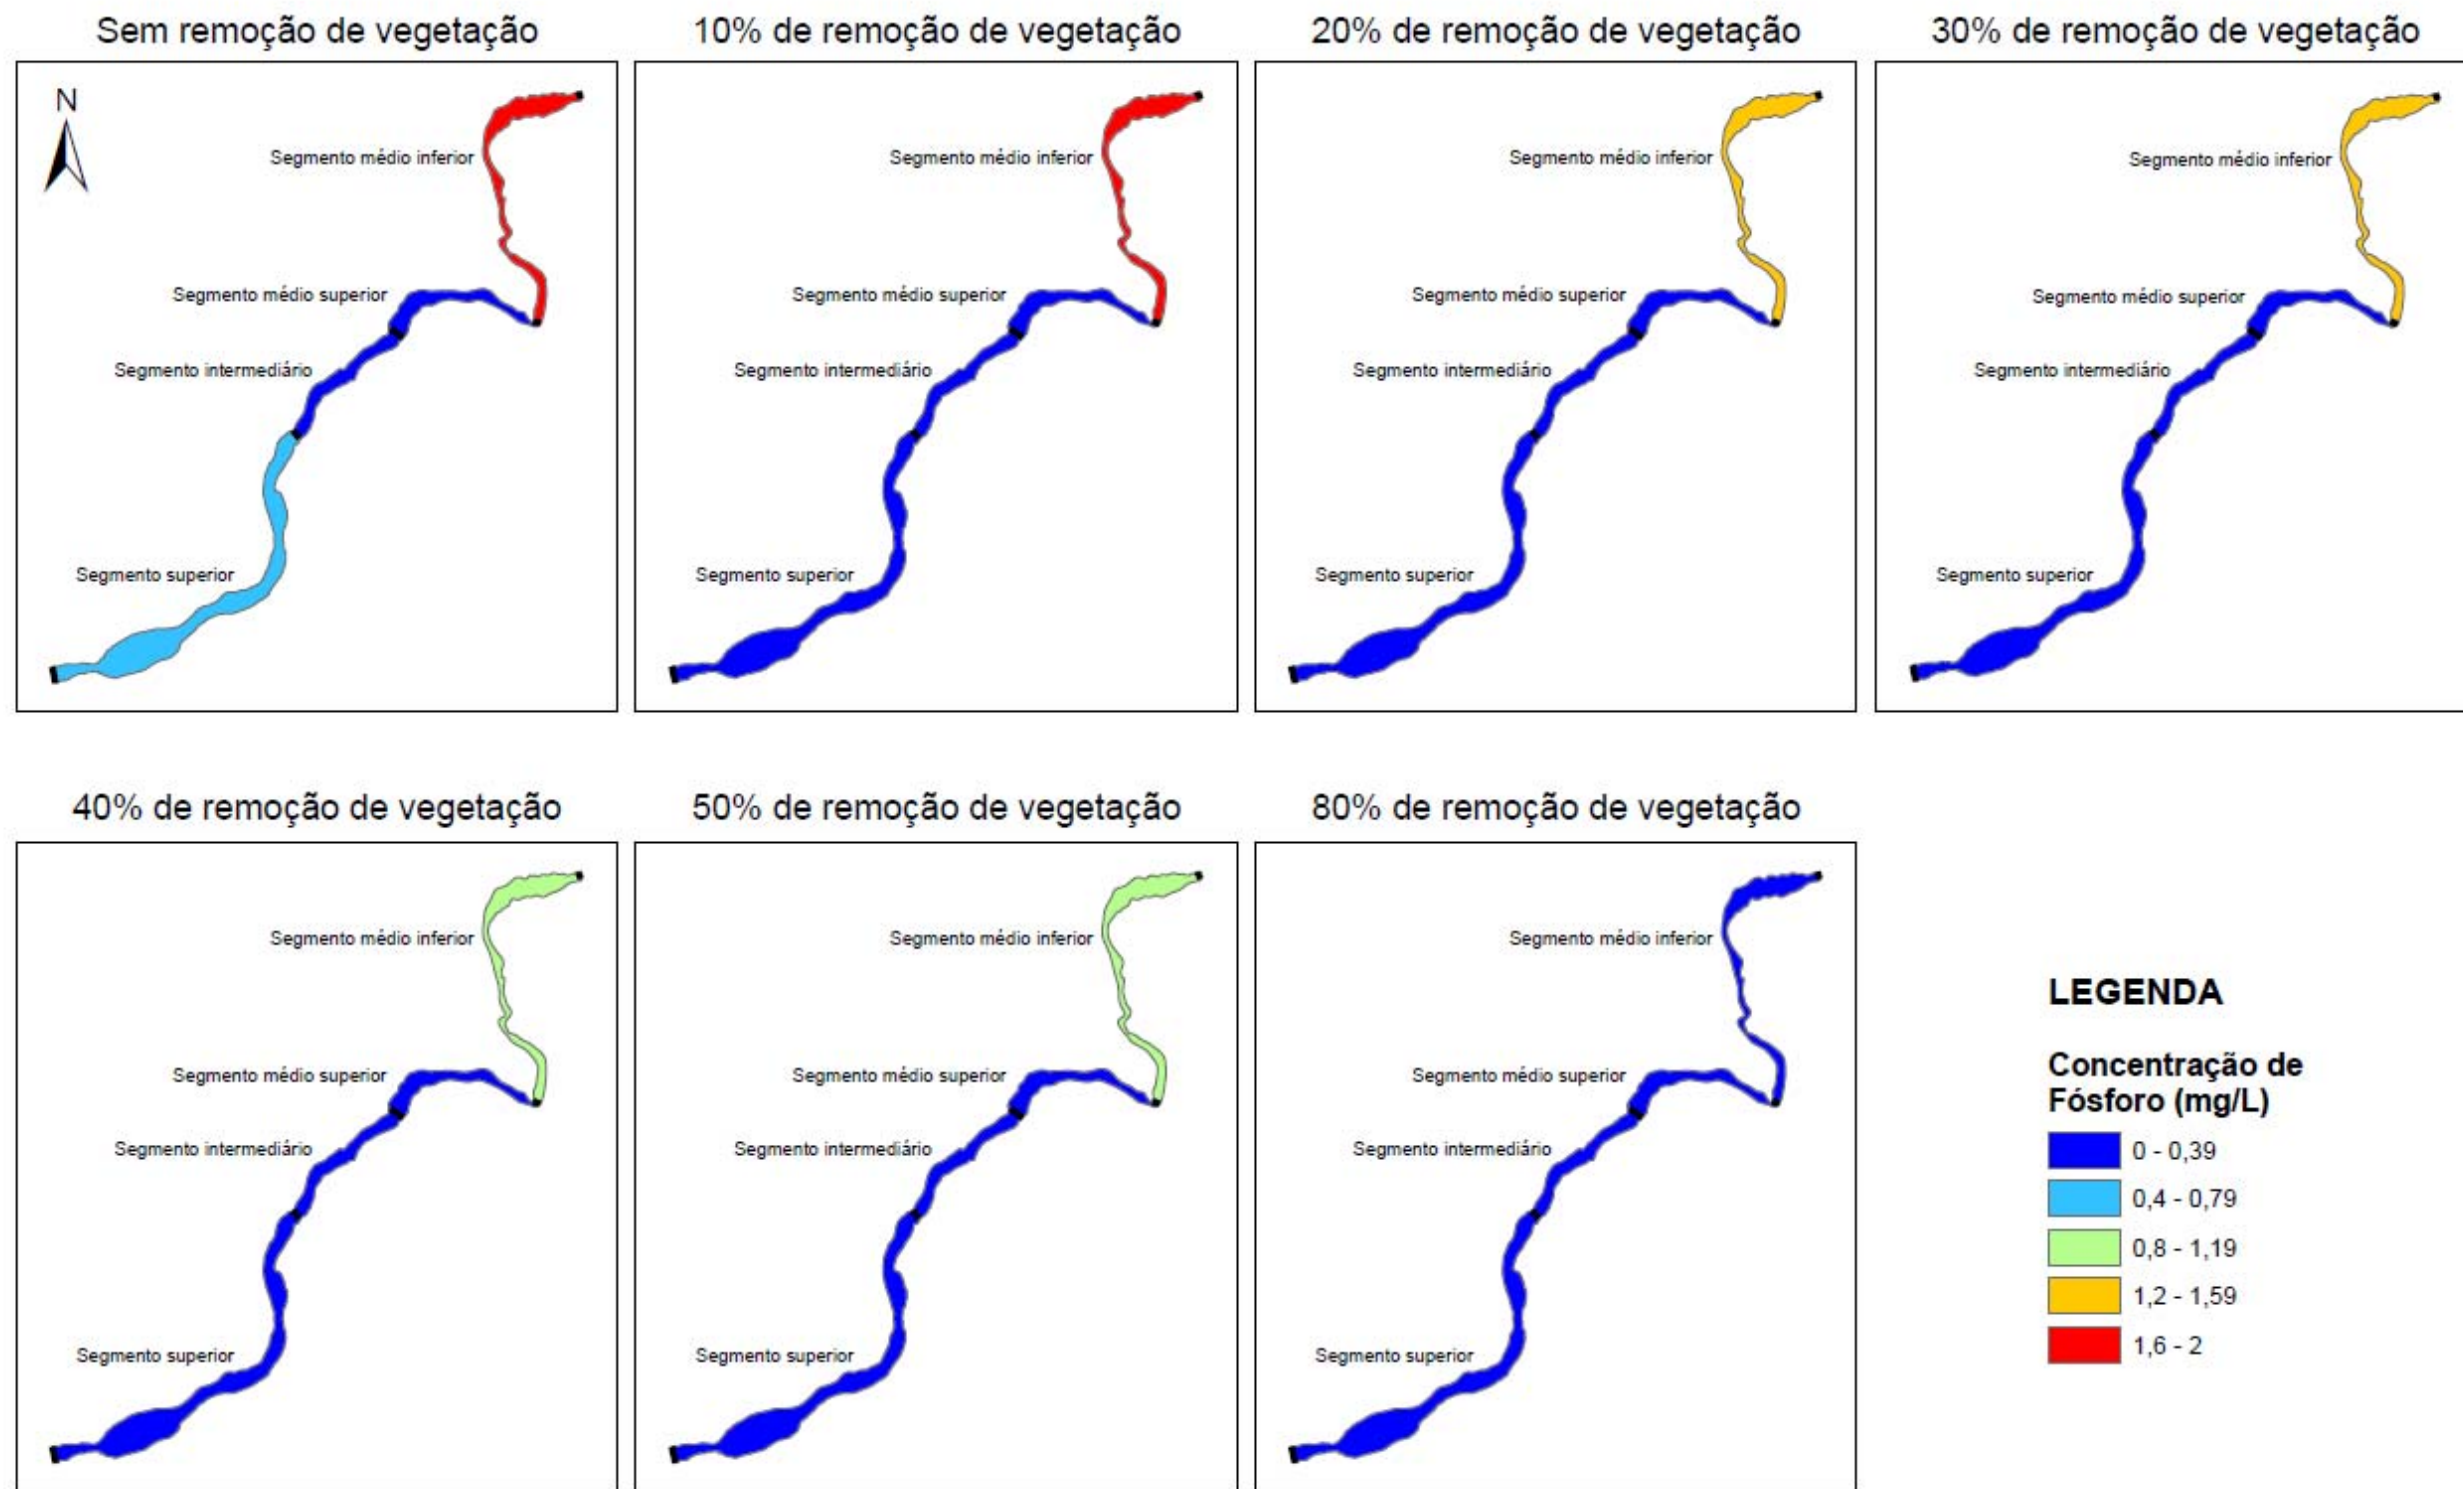 Sem remoção de vegetação
10% de remoção de vegetação
20% de remoção de vegetação
30% de remoção de vegetação
N
Segmento médio inferior
Segmento médio superior
Segmento intermediário
Segmento superior
Segmento médio inferior
Segmento médio superior
Segmento intermediário
Segmento superior
Segmento médio inferior
Segmento médio superior
Segmento intermediário
Segmento superior
Segmento médio inferior
Segmento médio superior
Segmento intermediário
Segmento superior
40% de remoção de vegetação
50% de remoção de vegetação
80% de remoção de vegetação
Segmento médio inferior
Segmento médio superior
Segmento intermediário
Segmento superior
Segmento médio inferior
Segmento médio superior
Segmento intermediário
Segmento superior
Segmento médio inferior
Segmento médio superior
Segmento intermediário
Segmento superior
LEGENDA
Concentração de
Fósforo (mg/L)
0 - 0,39
0,4 - 0,79
0,8 - 1,19
1,2 - 1,59
1,6 - 2